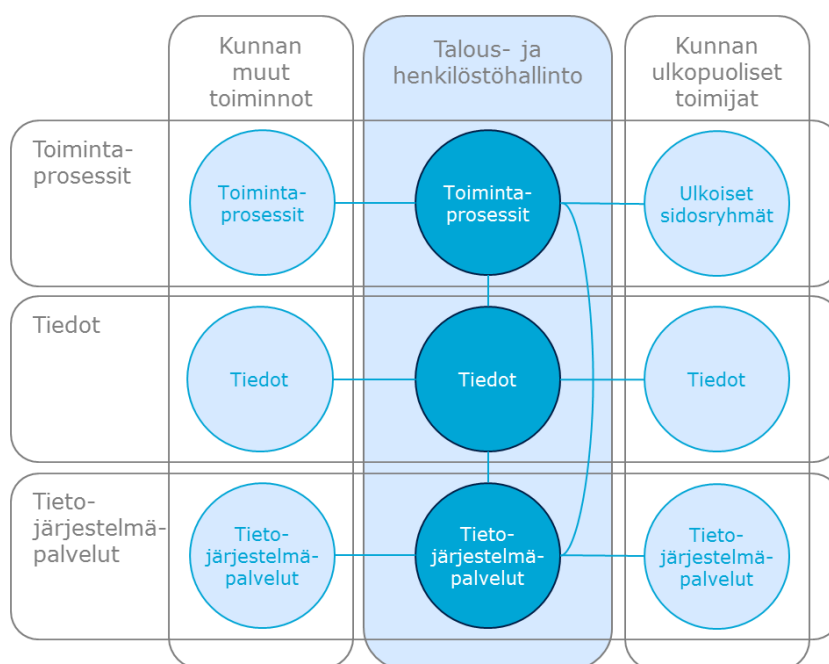 Kunnan
muut
toiminnot
Talous- ja
henkilöstöhallinto
Kunnan
ulkopuoliset
toimijat
Toiminta-
prosessit
Toiminta-
prosessit
Toiminta-
prosessit
Ulkoiset
sidosryhmät
Tiedot
Tiedot
Tiedot
Tiedot
Tieto-
järjestelmä-
palvelut
Tieto-
järjestelmä-
palvelut
Tieto-
järjestelmä-
palvelut
Tieto-
järjestelmä-
palvelut